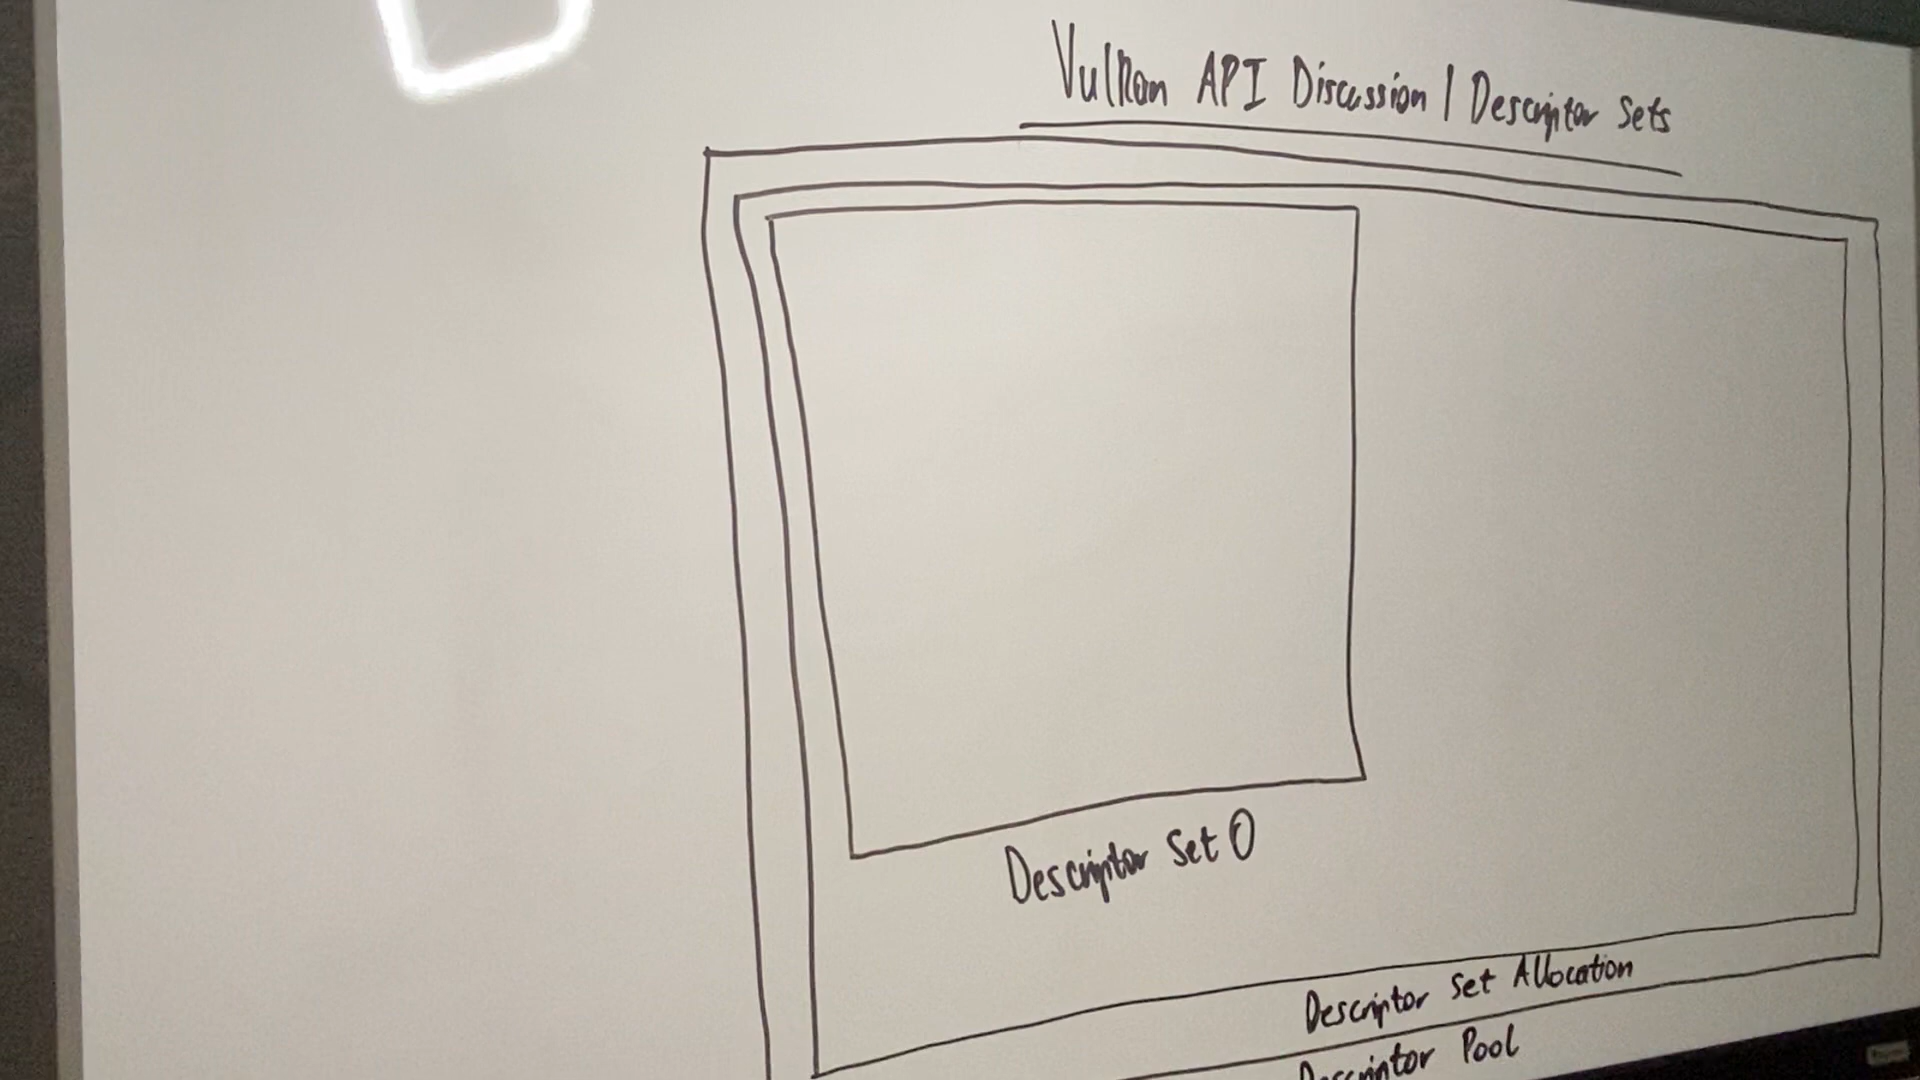 Vulkan API Discussion | Descriptor Sets
Descriptor Set 0
Descriptor Set Allocation
Descriptor Pool